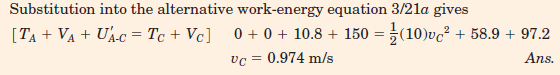 Substitution into the alternative work-energy equation 3/21a gives
[T_A + V_A + U′_A-C = T_C + V_C]   0 + 0 + 10.8 + 150 = ½(10)v_C² + 58.9 + 97.2
v_C = 0.974 m/s   Ans.